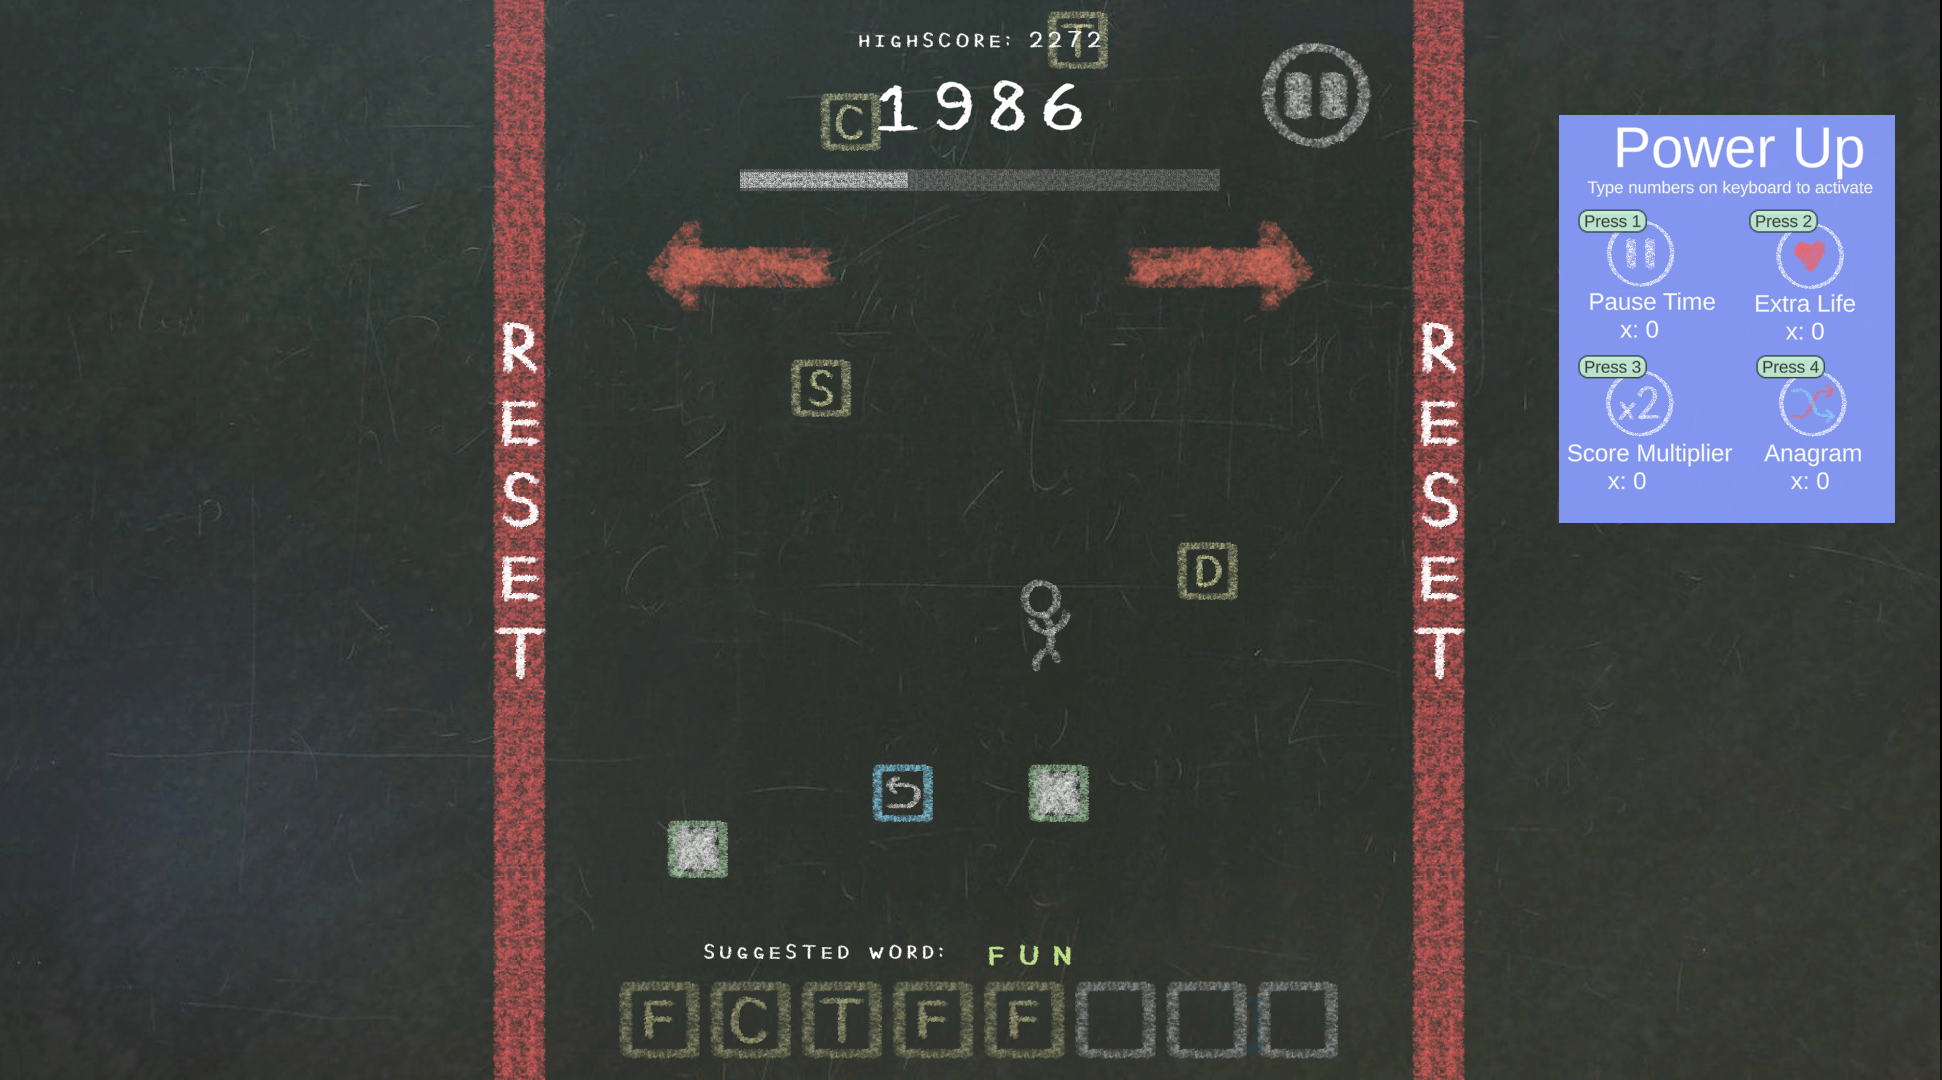 T
HIGHSCORE: 2272
C
1986
Power Up
Type numbers on keyboard to activate
Press 1
Press 2
Pause Time
x: 0
Extra Life
x: 0
Press 3
Press 4
x2
Score Multiplier
x: 0
Anagram
x: 0
RESET
RESET
S
D
SUGGESTED WORD: FUN
F C T F F